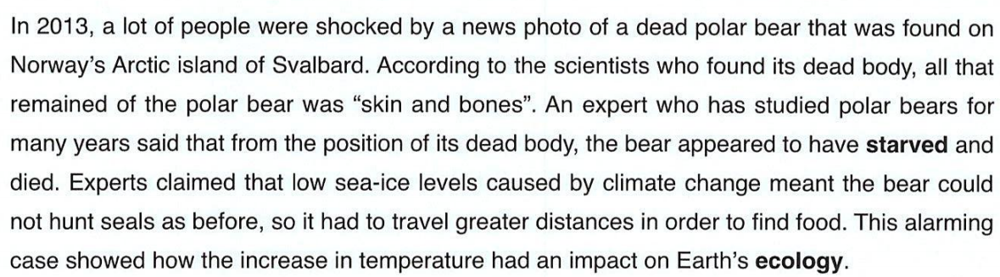 In 2013, a lot of people were shocked by a news photo of a dead polar bear that was found on
Norway's Arctic island of Svalbard. According to the scientists who found its dead body, all that
remained of the polar bear was “skin and bones”. An expert who has studied polar bears for
many years said that from the position of its dead body, the bear appeared to have starved and
died. Experts claimed that low sea-ice levels caused by climate change meant the bear could
not hunt seals as before, so it had to travel greater distances in order to find food. This alarming
case showed how the increase in temperature had an impact on Earth's ecology.